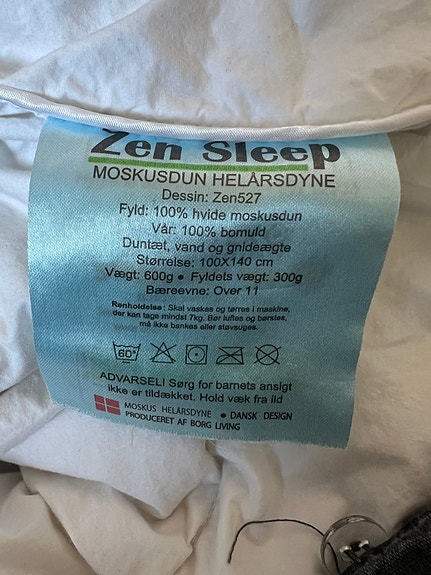 Zen Sleep
MOSKUSDUN HELÅRSDYNE
Dessin: Zen527
Fyld: 100% hvide moskusdun
Vår: 100% bomuld
Duntæt, vand og gnideægte
Størrelse: 100X140 cm
Vægt: 600g • Fyldets vægt: 300g
Bæreevne: Over 11
Renholdelse: Skal vaskes og tørres i maskine,
der kan tage mindst 7kg. Bør luftes og børstes,
må ikke bankes eller støvsuges.
60°
ADVARSEL! Sørg for barnets ansigt
ikke er tildækket. Hold væk fra ild
MOSKUS HELÅRSDYNE • DANSK DESIGN
PRODUCERET AF BORG LIVING